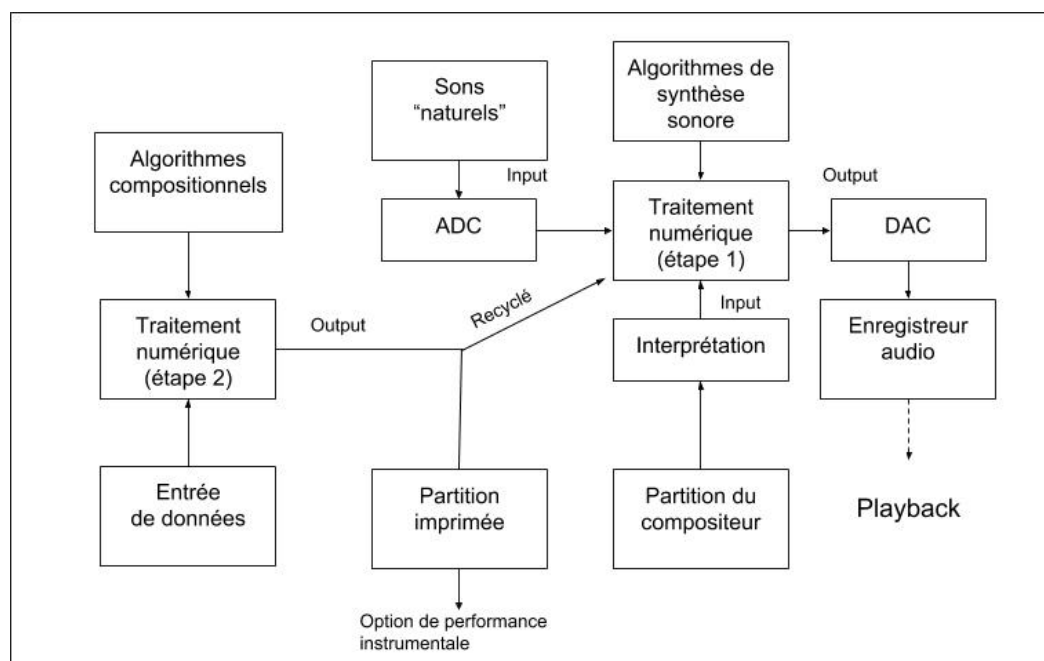 Algorithmes
compositionnels
Traitement
numérique
(étape 2)
Entrée
de données
Output
Recyclé
Sons
“naturels”
Input
ADC
Partition
imprimée
Option de performance
instrumentale
Algorithmes de
synthèse
sonore
Traitement
numérique
(étape 1)
Input
Interprétation
Partition du
compositeur
Output
DAC
Enregistreur
audio
Playback